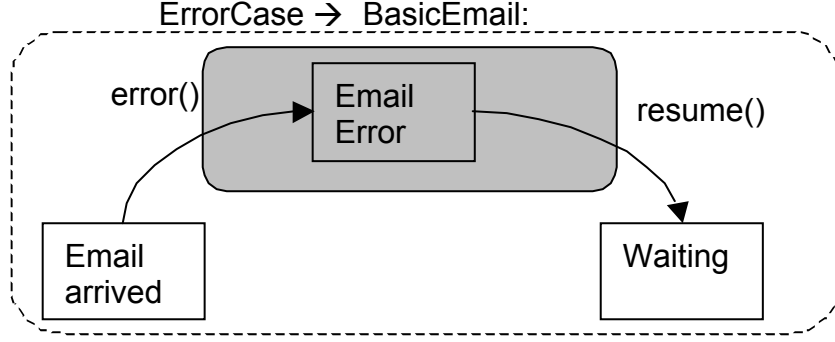 ErrorCase → BasicEmail:
error()
Email
Error
resume()
Email
arrived
Waiting